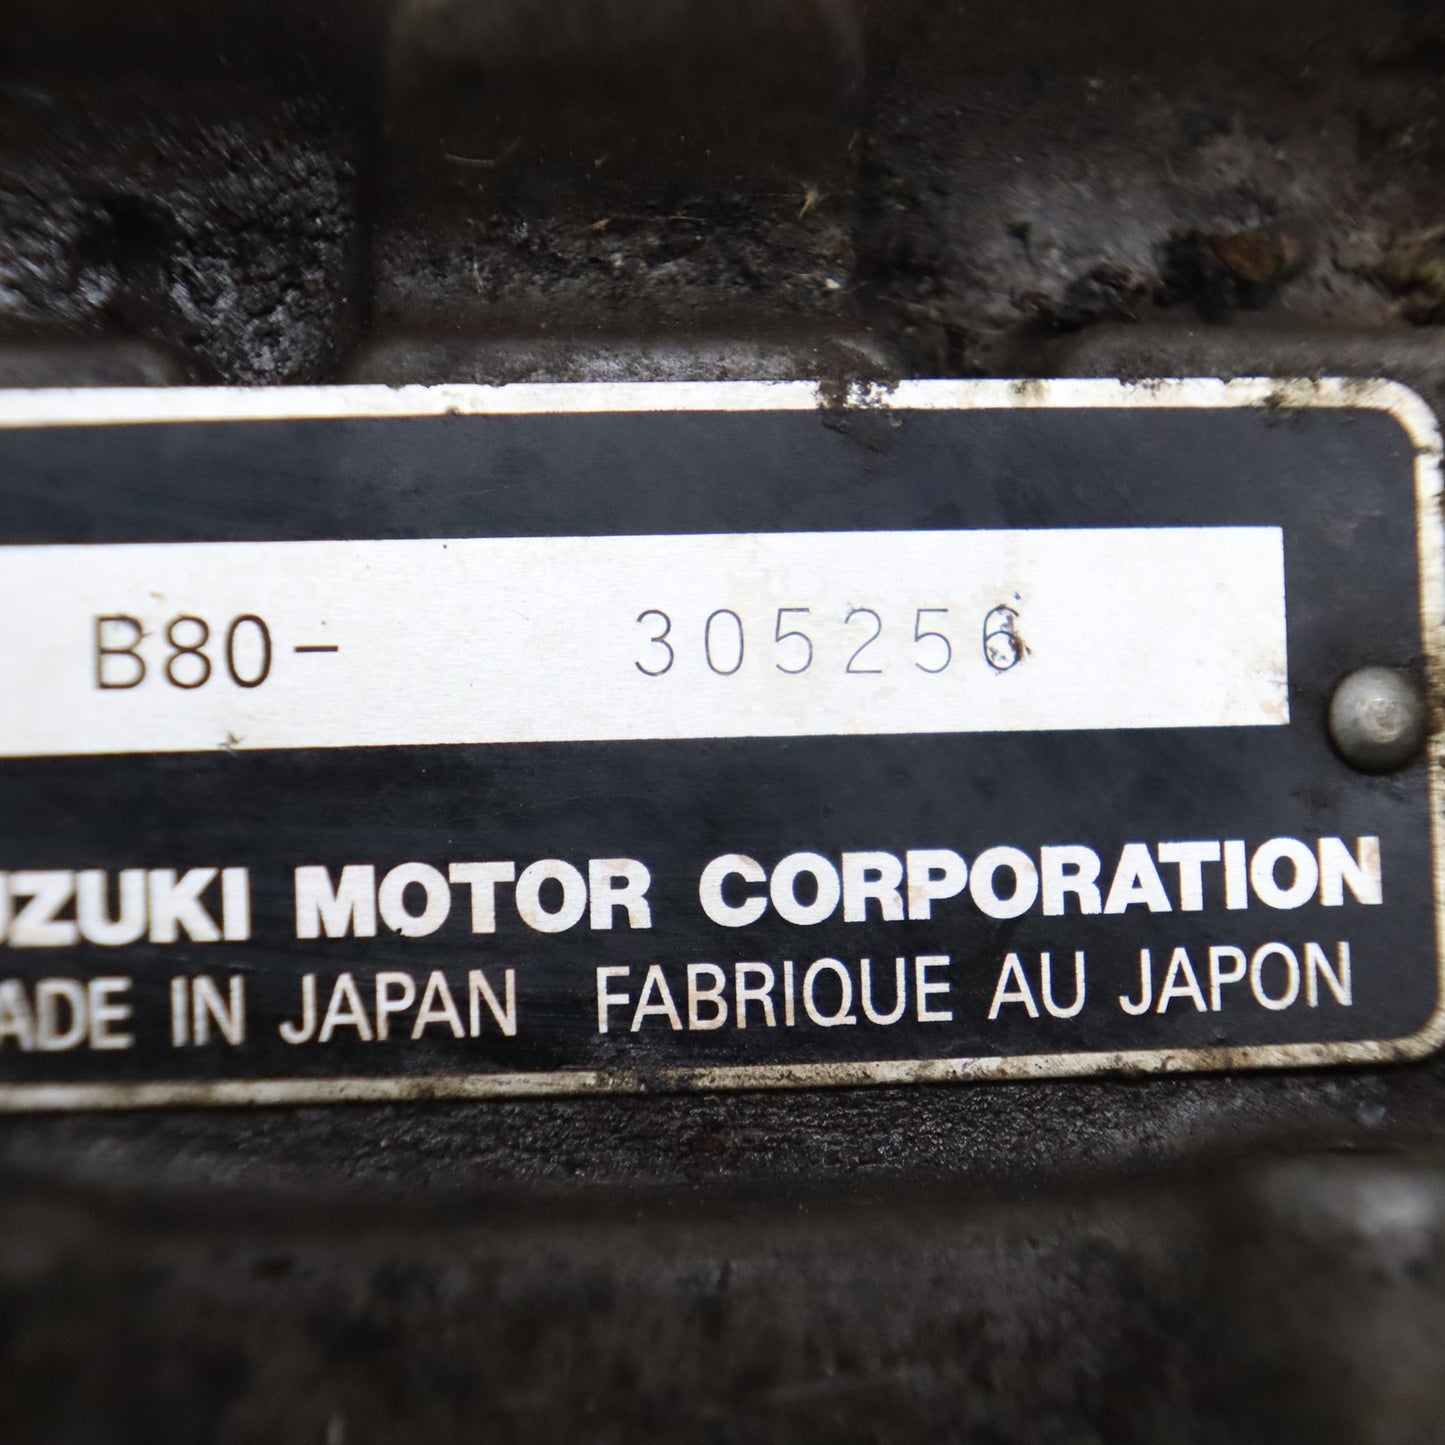 B80- 305256
UZUKI MOTOR CORPORATION
ADE IN JAPAN FABRIQUE AU JAPON